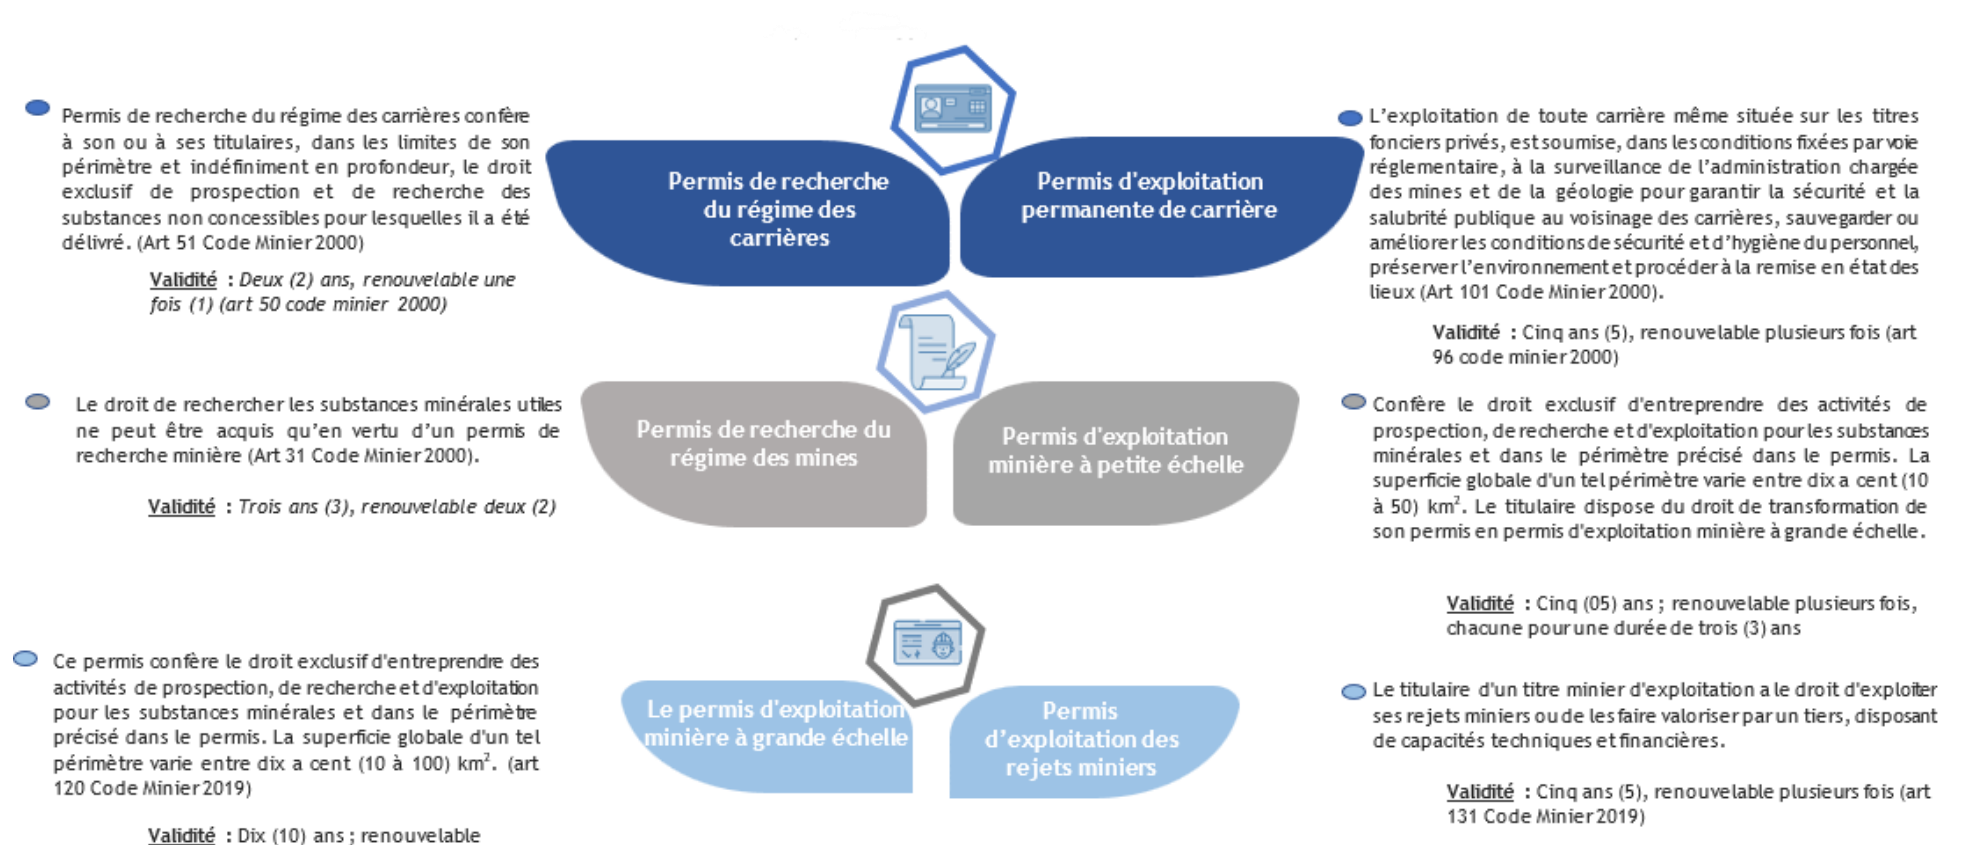 Permis de recherche du régime des carrières confère
à son ou à ses titulaires, dans les limites de son
périmètre et indéfiniment en profondeur, le droit
exclusif de prospection et de recherche des
substances non concessibles pour lesquelles il a été
délivré. (Art 51 Code Minier 2000)
Validité : Deux (2) ans, renouvelable une
fois (1) (art 50 code minier 2000)
Permis de recherche
du régime des
carrières
Permis d'exploitation
permanente de carrière
L’exploitation de toute carrière même située sur les titres
fonciers privés, est soumise, dans les conditions fixées par voie
réglementaire, à la surveillance de l’administration chargée
des mines et de la géologie pour garantir la sécurité et la
salubrité publique au voisinage des carrières, sauvegarder ou
améliorer les conditions de sécurité et d’hygiène du personnel,
préserver l’environnement et procéder à la remise en état des
lieux (Art 101 Code Minier 2000).
Validité : Cinq ans (5), renouvelable plusieurs fois (art
96 code minier 2000)
Le droit de rechercher les substances minérales utiles
ne peut être acquis qu’en vertu d’un permis de
recherche minière (Art 31 Code Minier 2000).
Validité : Trois ans (3), renouvelable deux (2)
Permis de recherche du
régime des mines
Permis d'exploitation
minière à petite échelle
Confère le droit exclusif d'entreprendre des activités de
prospection, de recherche et d'exploitation pour les substances
minérales et dans le périmètre précisé dans le permis. La
superficie globale d'un tel périmètre varie entre dix a cent (10
à 50) km². Le titulaire dispose du droit de transformation de
son permis en permis d'exploitation minière à grande échelle.
Validité : Cinq (05) ans ; renouvelable plusieurs fois,
chacune pour une durée de trois (3) ans
Ce permis confère le droit exclusif d'entreprendre des
activités de prospection, de recherche et d'exploitation
pour les substances minérales et dans le périmètre
précisé dans le permis. La superficie globale d'un tel
périmètre varie entre dix a cent (10 à 100) km². (art
120 Code Minier 2019)
Validité : Dix (10) ans ; renouvelable
Le permis d'exploitation
minière à grande échelle
Permis
d’exploitation des
rejets miniers
Le titulaire d'un titre minier d'exploitation a le droit d'exploiter
ses rejets miniers ou de les faire valoriser par un tiers, disposant
de capacités techniques et financières.
Validité : Cinq ans (5), renouvelable plusieurs fois (art
131 Code Minier 2019)